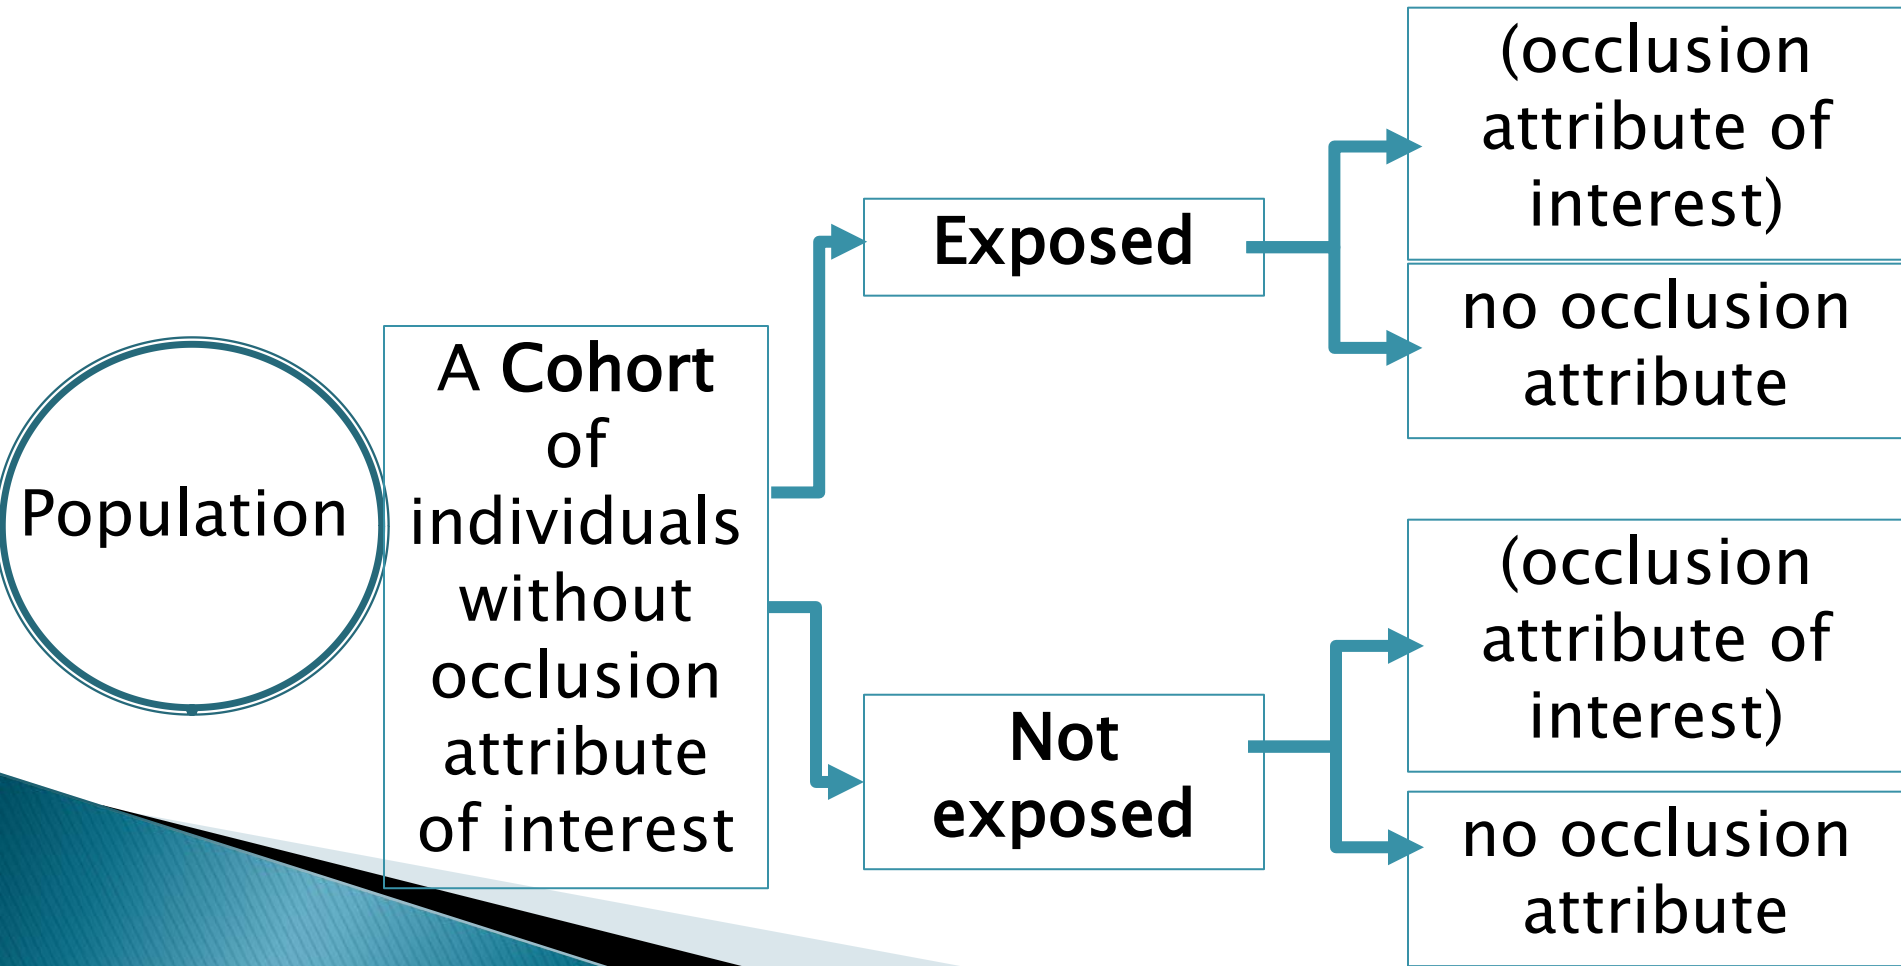 Population
A Cohort
of
individuals
without
occlusion
attribute
of interest
Exposed
Not
exposed
(occlusion
attribute of
interest)
no occlusion
attribute
(occlusion
attribute of
interest)
no occlusion
attribute